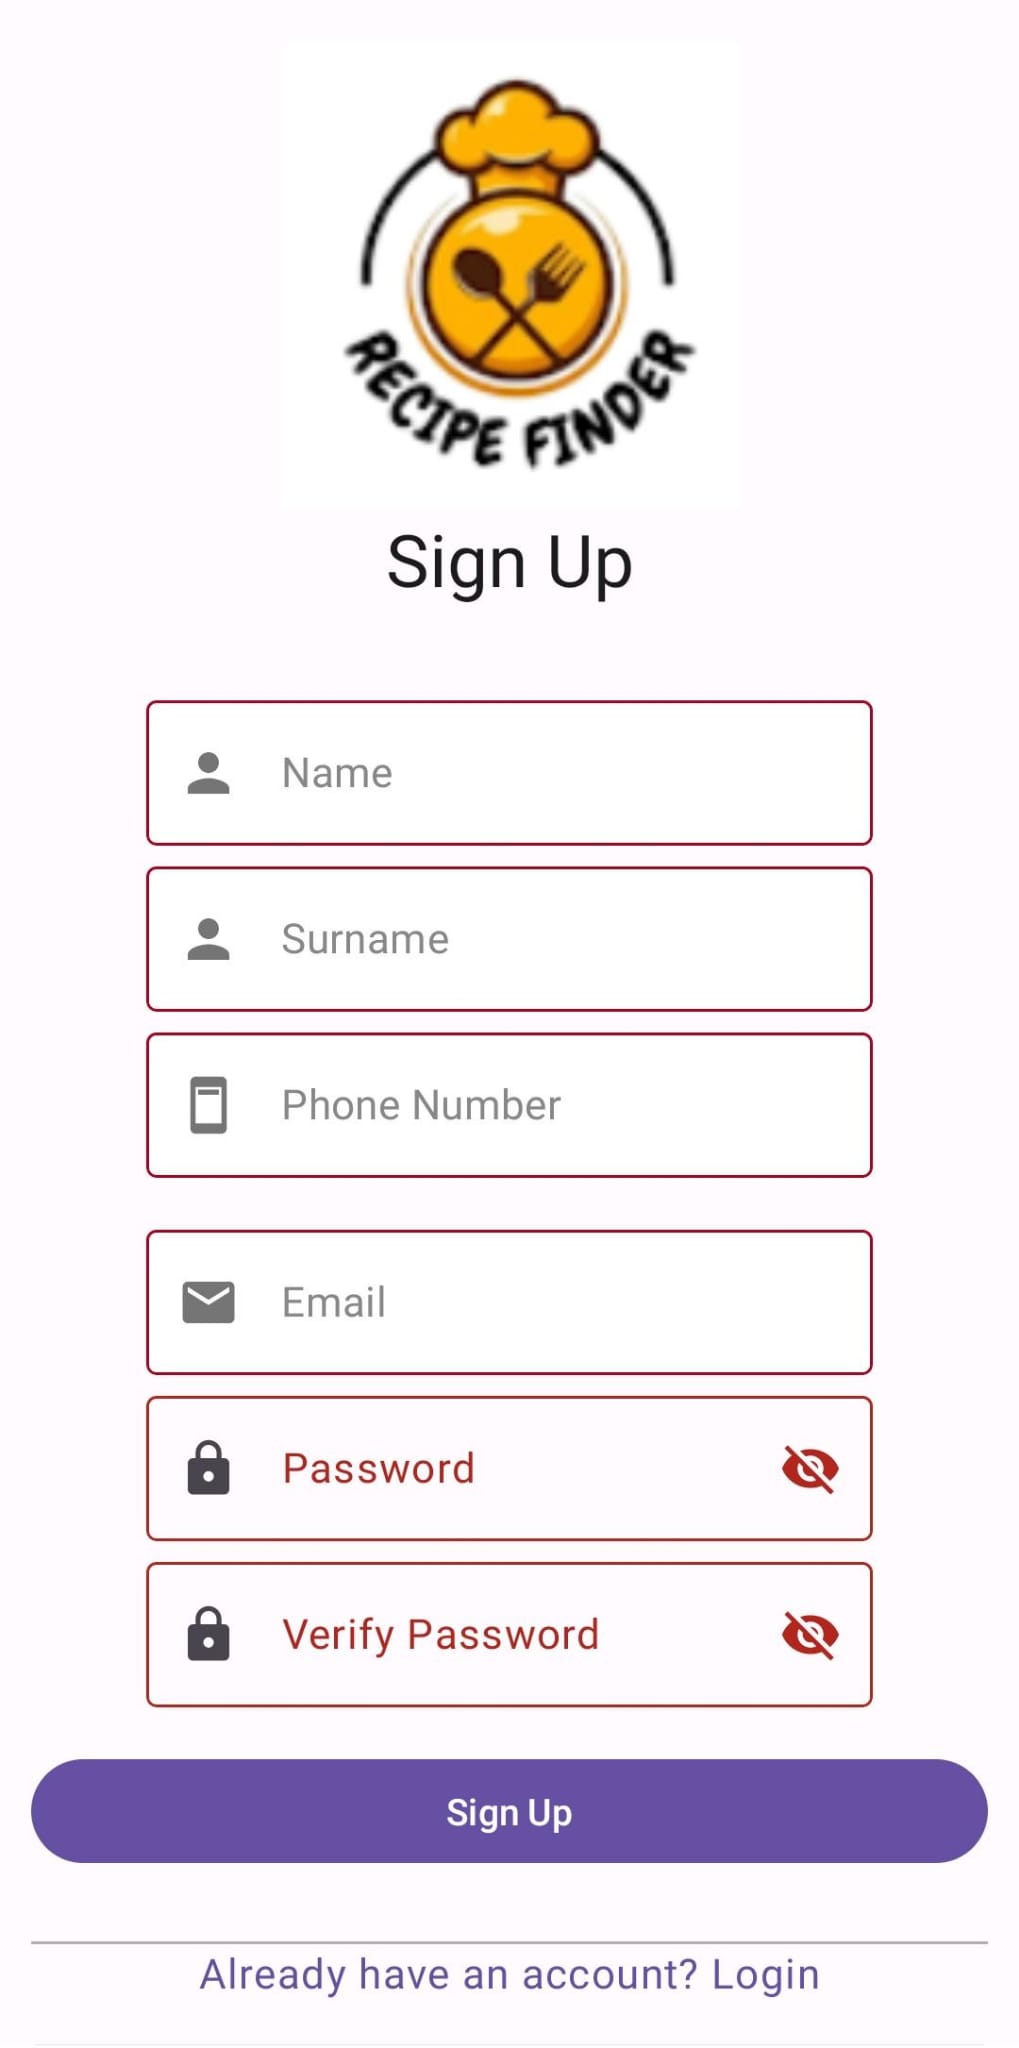 RECIPE FINDER
Sign Up
Name
Surname
Phone Number
Email
Password
Verify Password
Sign Up
Already have an account? Login